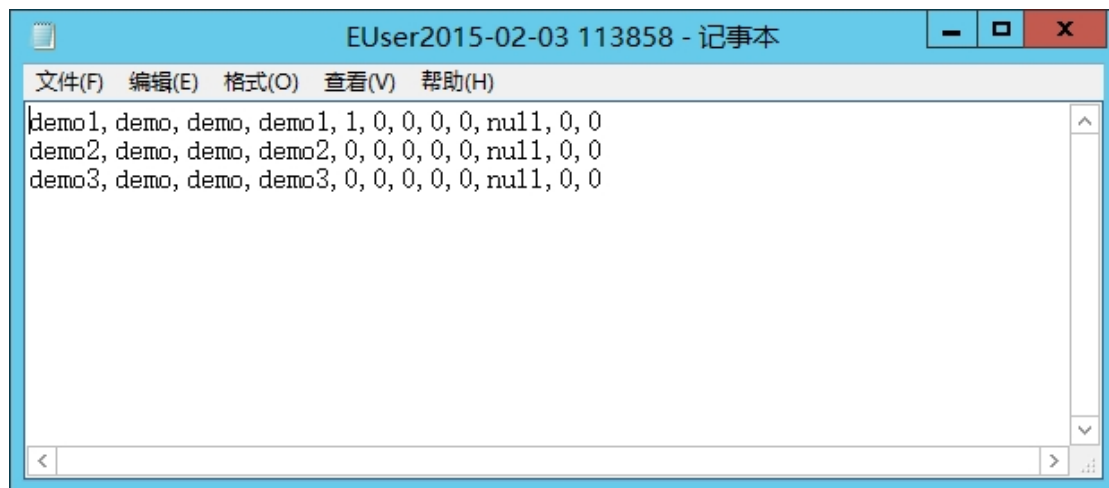 EUser2015-02-03 113858 - 记事本
文件(F) 编辑(E) 格式(O) 查看(V) 帮助(H)
demo1, demo, demo, demo1, 1, 0, 0, 0, 0, null, 0, 0
demo2, demo, demo, demo2, 0, 0, 0, 0, 0, null, 0, 0
demo3, demo, demo, demo3, 0, 0, 0, 0, 0, null, 0, 0